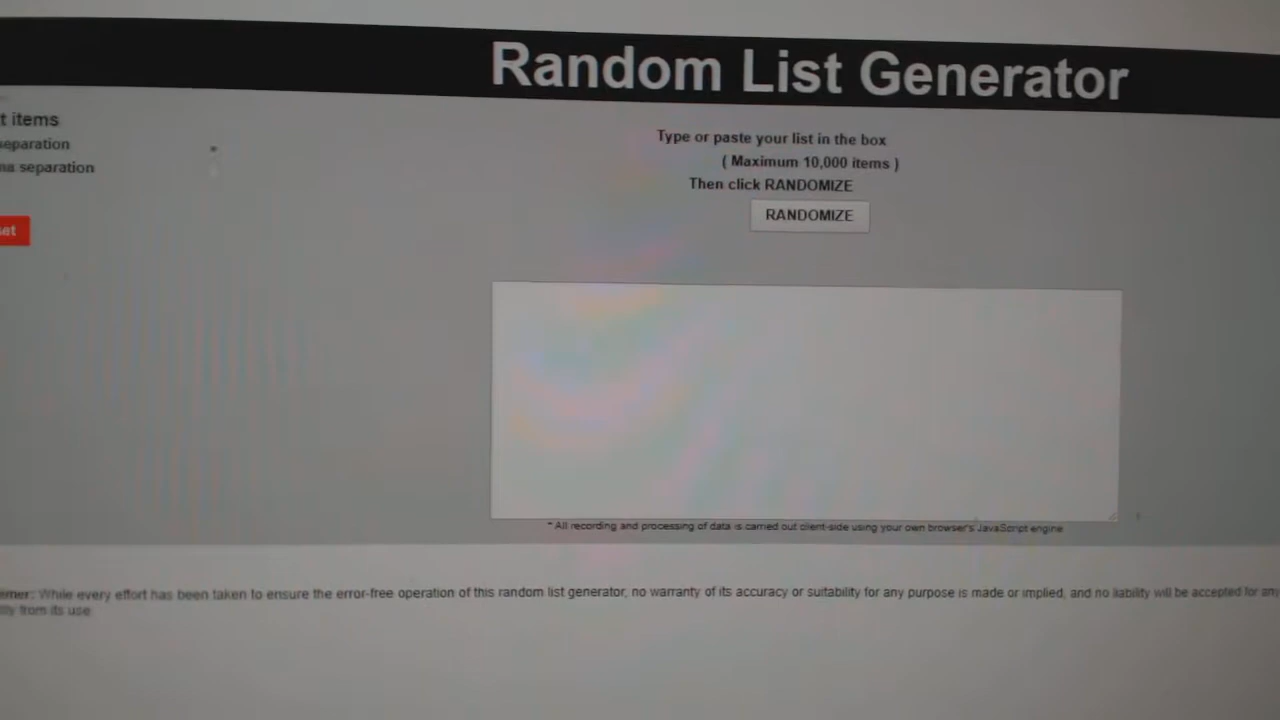 Random List Generator
t items
separation
ma separation
set
Type or paste your list in the box
( Maximum 10,000 items )
Then click RANDOMIZE
RANDOMIZE
* All recording and processing of data is carried out client-side using your own browser's JavaScript engine
imer: While every effort has been taken to ensure the error-free operation of this random list generator, no warranty of its accuracy or suitability for any purpose is made or implied, and no liability will be accepted for any
ility from its use